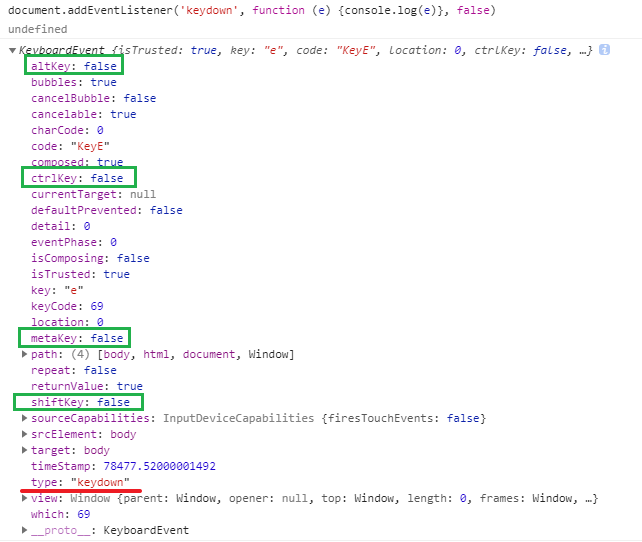 document.addEventListener('keydown', function (e) {console.log(e)}, false)
undefined
KeyboardEvent {isTrusted: true, key: "e", code: "KeyE", location: 0, ctrlKey: false, …}
altKey: false
bubbles: true
cancelBubble: false
cancelable: true
charCode: 0
code: "KeyE"
composed: true
ctrlKey: false
currentTarget: null
defaultPrevented: false
detail: 0
eventPhase: 0
isComposing: false
isTrusted: true
key: "e"
keyCode: 69
location: 0
metaKey: false
path: (4) [body, html, document, Window]
repeat: false
returnValue: true
shiftKey: false
sourceCapabilities: InputDeviceCapabilities {firesTouchEvents: false}
srcElement: body
target: body
timeStamp: 78477.52000001492
type: "keydown"
view: Window {parent: Window, opener: null, top: Window, length: 0, frames: Window, …}
which: 69
__proto__: KeyboardEvent